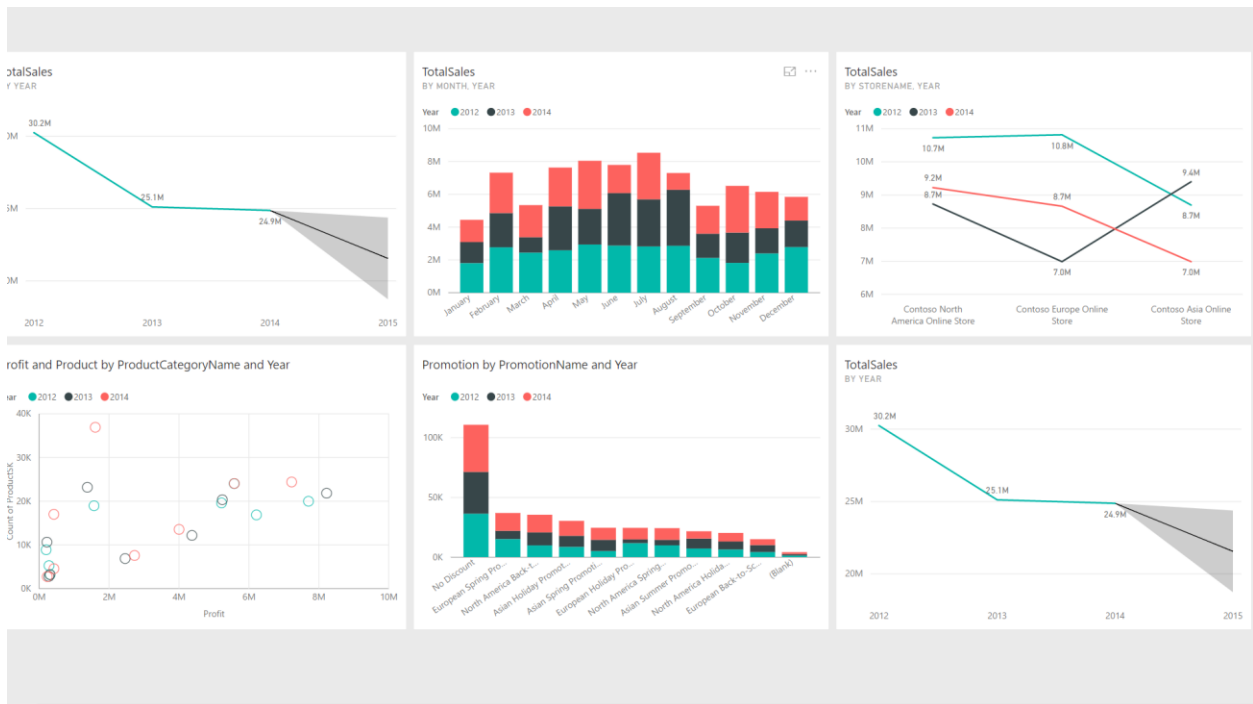 otalSales
Y YEAR
30.2M
0M
25.1M
5M
24.9M
0M
2012 2013 2014 2015
TotalSales
BY MONTH, YEAR
Year 2012 2013 2014
10M
8M
6M
4M
2M
0M
January February March April May June July August September October November December
TotalSales
BY STORENAME, YEAR
Year 2012 2013 2014
11M
10.7M 10.8M
10M
9.2M 9.4M
9M
8.7M 8.7M 8.7M
8M
7M
7.0M 7.0M
6M
Contoso North Contoso Europe Online Contoso Asia Online
America Online Store Store Store
rofit and Product by ProductCategoryName and Year
ear 2012 2013 2014
40K
30K
20K
10K
0K
Count of ProductSK
0M 2M 4M 6M 8M 10M
Profit
Promotion by PromotionName and Year
Year 2012 2013 2014
100K
50K
0K
No Discount
European Spring Pro...
North America Back-t...
Asian Holiday Promot...
Asian Spring Promoti...
European Holiday Pro...
North America Spring...
Asian Summer Promo...
North America Holida...
European Back-to-Sc...
(Blank)
TotalSales
BY YEAR
30.2M
30M
25.1M
25M
24.9M
20M
2012 2013 2014 2015